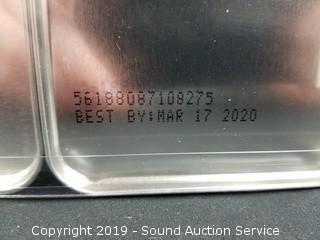 56188087108275
BEST BY:MAR 17 2020
Copyright 2019 - Sound Auction Service